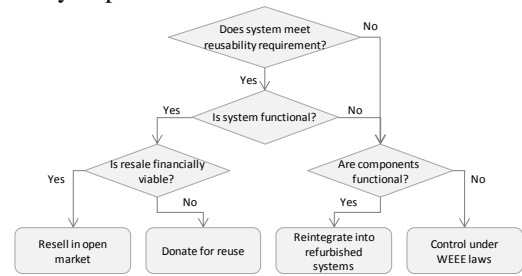 Does system meet
reusability requirement?
No
Yes
Yes
Is system functional?
No
Is resale financially
viable?
Are components
functional?
Yes
No
Yes
No
Resell in open
market
Donate for reuse
Reintegrate into
refurbished
systems
Control under
WEEE laws